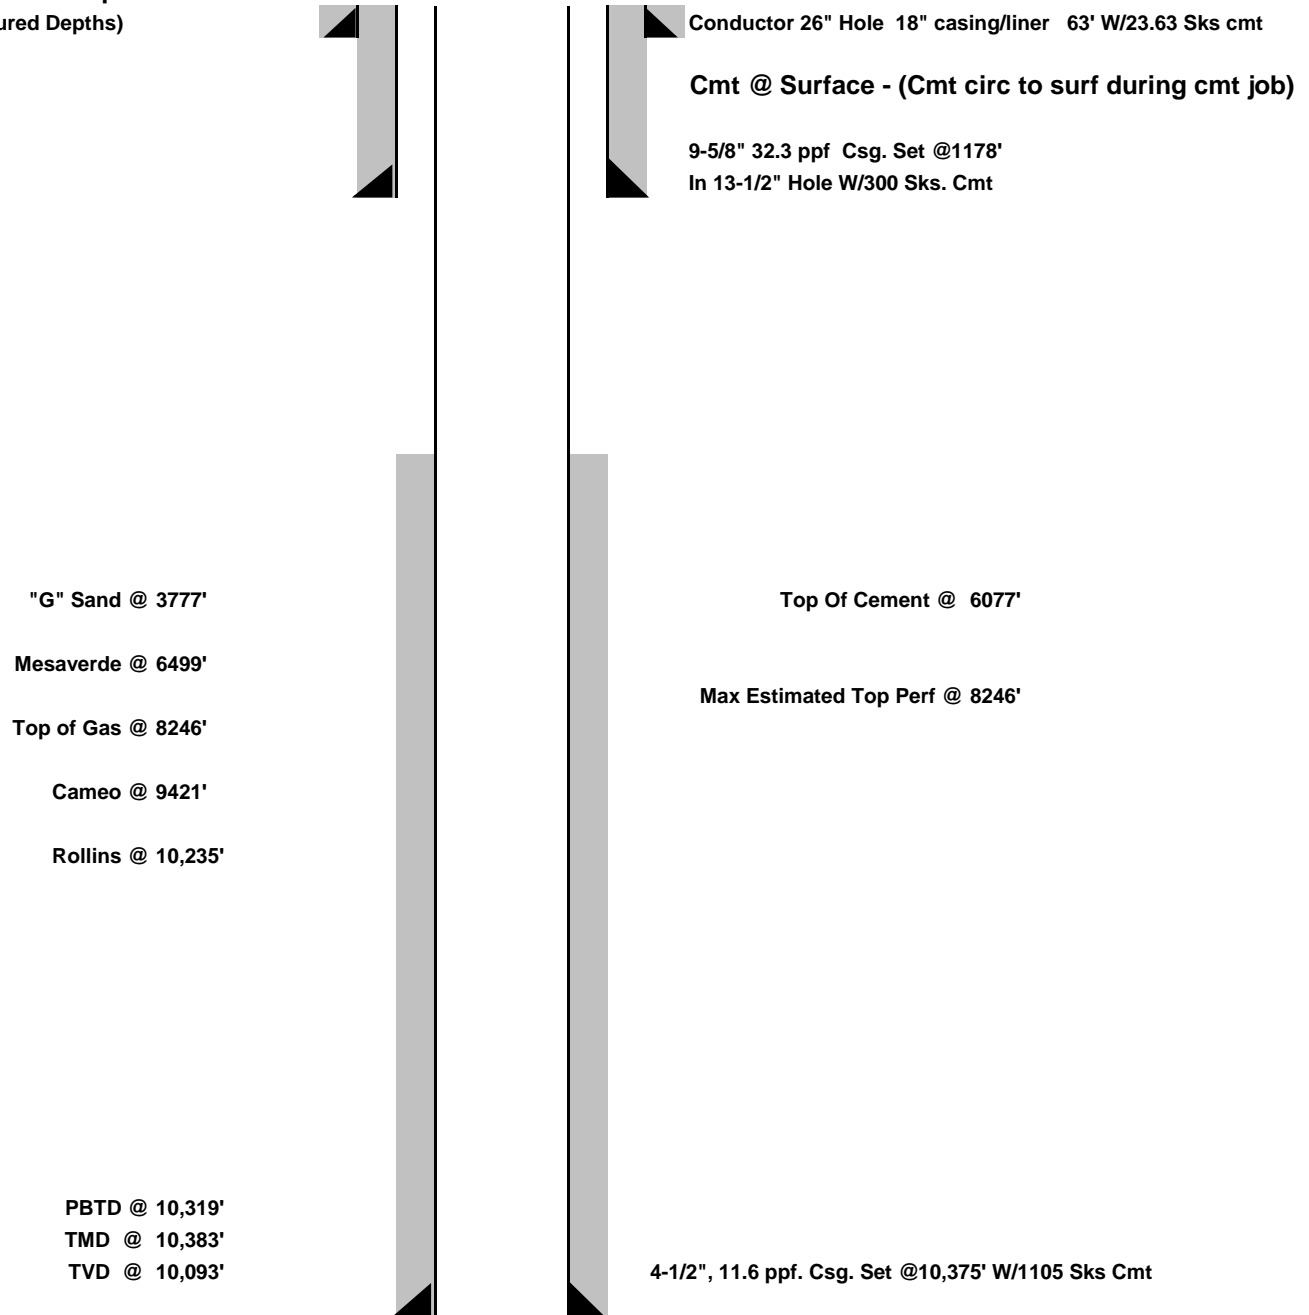 ured Depths)
Conductor 26" Hole 18" casing/liner 63' W/23.63 Sks cmt
Cmt @ Surface - (Cmt circ to surf during cmt job)
9-5/8" 32.3 ppf Csg. Set @1178'
In 13-1/2" Hole W/300 Sks. Cmt
"G" Sand @ 3777'
Top Of Cement @ 6077'
Mesaverde @ 6499'
Max Estimated Top Perf @ 8246'
Top of Gas @ 8246'
Cameo @ 9421'
Rollins @ 10,235'
PBTD @ 10,319'
TMD @ 10,383'
TVD @ 10,093'
4-1/2", 11.6 ppf. Csg. Set @10,375' W/1105 Sks Cmt